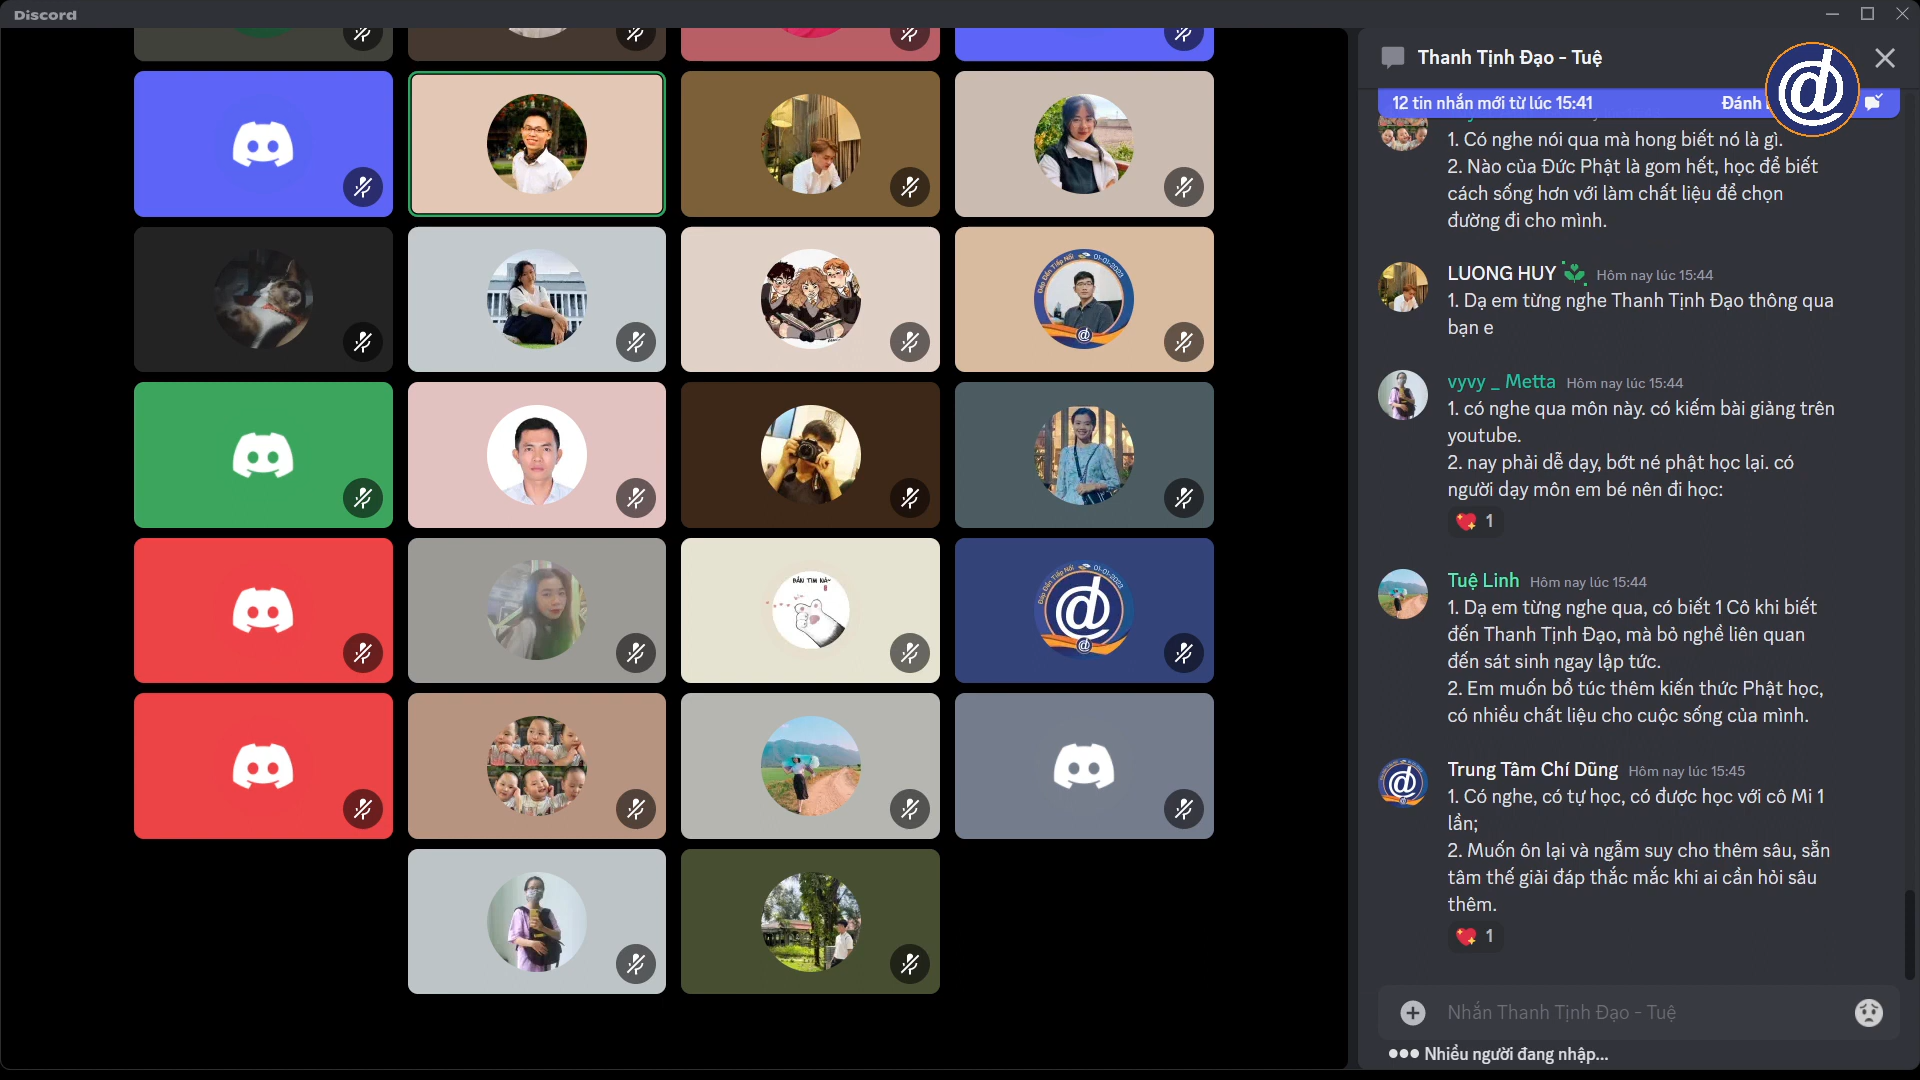 Discord
Thanh Tịnh Đạo - Tuệ
12 tin nhắn mới từ lúc 15:41
Đánh
1. Có nghe nói qua mà hong biết nó là gì.
2. Nào của Đức Phật là gom hết, học để biết
cách sống hơn với làm chất liệu để chọn
đường đi cho mình.
LUONG HUY Hôm nay lúc 15:44
1. Dạ em từng nghe Thanh Tịnh Đạo thông qua
bạn e
vyvy _ Metta Hôm nay lúc 15:44
1. có nghe qua môn này. có kiếm bài giảng trên
youtube.
2. nay phải dễ dạy, bớt né phật học lại. có
người dạy môn em bé nên đi học:
1
Tuệ Linh Hôm nay lúc 15:44
1. Dạ em từng nghe qua, có biết 1 Cô khi biết
đến Thanh Tịnh Đạo, mà bỏ nghề liên quan
đến sát sinh ngay lập tức.
2. Em muốn bổ túc thêm kiến thức Phật học,
có nhiều chất liệu cho cuộc sống của mình.
Trung Tâm Chí Dũng Hôm nay lúc 15:45
1. Có nghe, có tự học, có được học với cô Mi 1
lần;
2. Muốn ôn lại và ngẫm suy cho thêm sâu, sẵn
tâm thế giải đáp thắc mắc khi ai cần hỏi sâu
thêm.
1
Nhắn Thanh Tịnh Đạo - Tuệ
Nhiều người đang nhập...